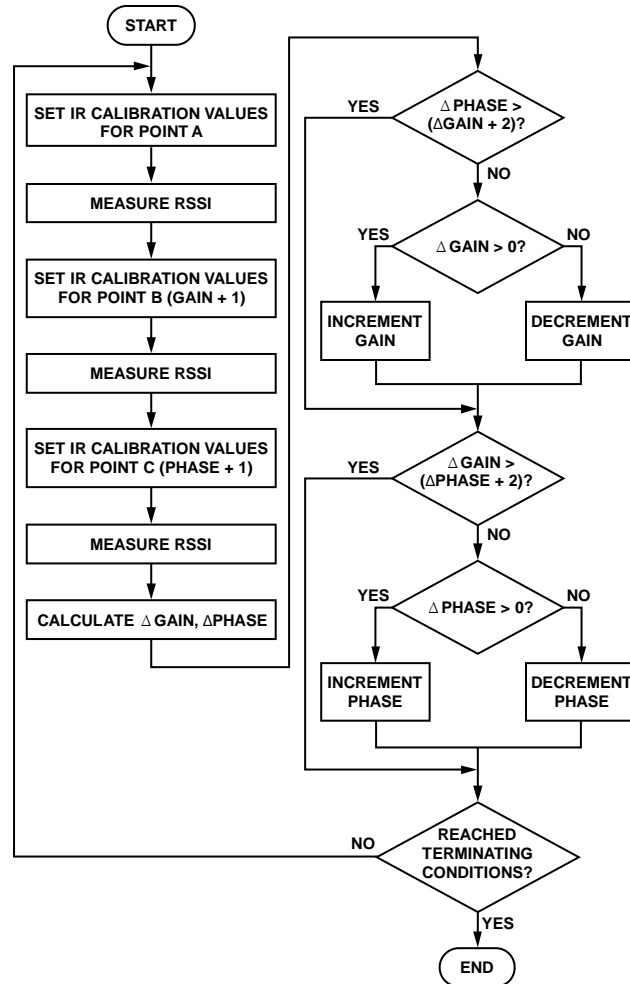 START
SET IR CALIBRATION VALUES
FOR POINT A
MEASURE RSSI
SET IR CALIBRATION VALUES
FOR POINT B (GAIN + 1)
MEASURE RSSI
SET IR CALIBRATION VALUES
FOR POINT C (PHASE + 1)
MEASURE RSSI
CALCULATE Δ GAIN, ΔPHASE
YES
Δ PHASE >
(ΔGAIN + 2)?
NO
YES
Δ GAIN > 0?
NO
INCREMENT
GAIN
DECREMENT
GAIN
YES
Δ GAIN >
(ΔPHASE + 2)?
NO
YES
Δ PHASE > 0?
NO
INCREMENT
PHASE
DECREMENT
PHASE
NO
REACHED
TERMINATING
CONDITIONS?
YES
END